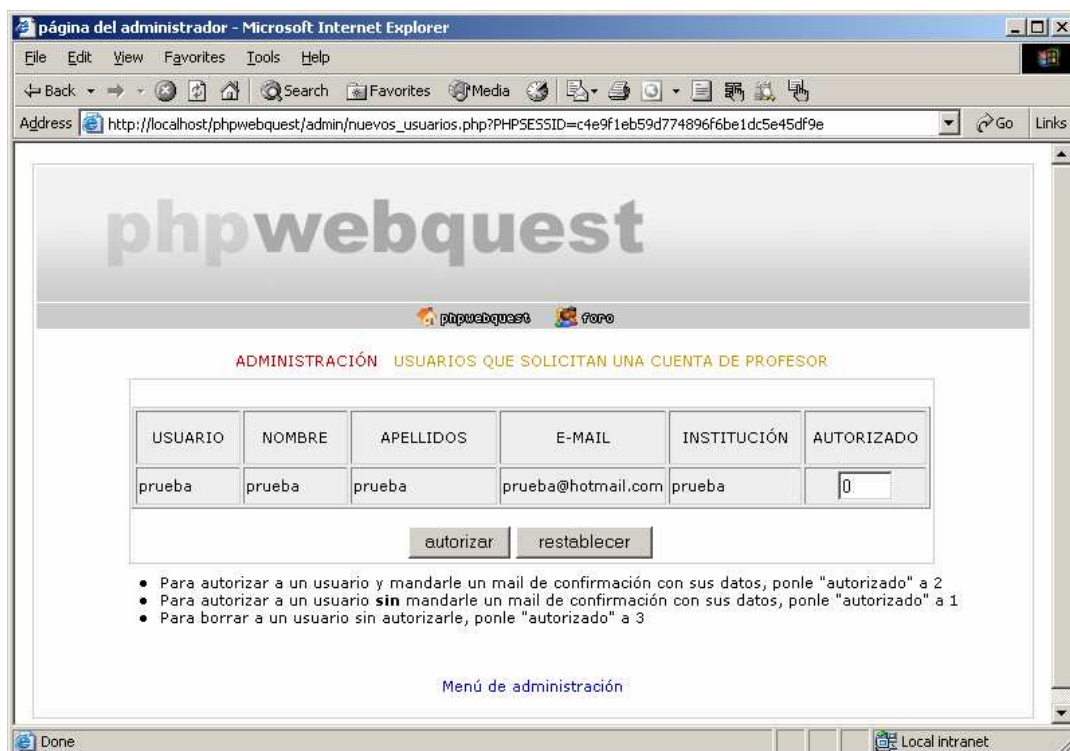 página del administrador - Microsoft Internet Explorer
File Edit View Favorites Tools Help
Back Search Favorites Media
Address http://localhost/phpwebquest/admin/nuevos_usuarios.php?PHPSESSID=c4e9f1eb59d774896f6be1dc5e45df9e Go Links
phpwebquest
phpwebquest foro
ADMINISTRACIÓN USUARIOS QUE SOLICITAN UNA CUENTA DE PROFESOR
USUARIO NOMBRE APELLIDOS E-MAIL INSTITUCIÓN AUTORIZADO
prueba prueba prueba prueba@hotmail.com prueba 0
autorizar restablecer
• Para autorizar a un usuario y mandarle un mail de confirmación con sus datos, ponle "autorizado" a 2
• Para autorizar a un usuario sin mandarle un mail de confirmación con sus datos, ponle "autorizado" a 1
• Para borrar a un usuario sin autorizarle, ponle "autorizado" a 3
Menú de administración
Done Local intranet